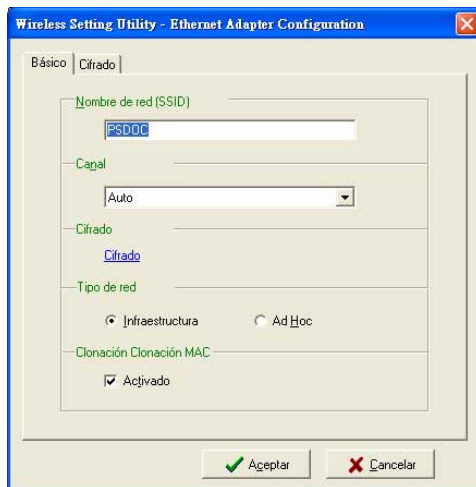 Wireless Setting Utility - Ethernet Adapter Configuration
Básico Cifrado
Nombre de red (SSID)
PSDOC
Canal
Auto
Cifrado
Cifrado
Tipo de red
Infraestructura Ad Hoc
Clonación Clonación MAC
Activado
Aceptar Cancelar